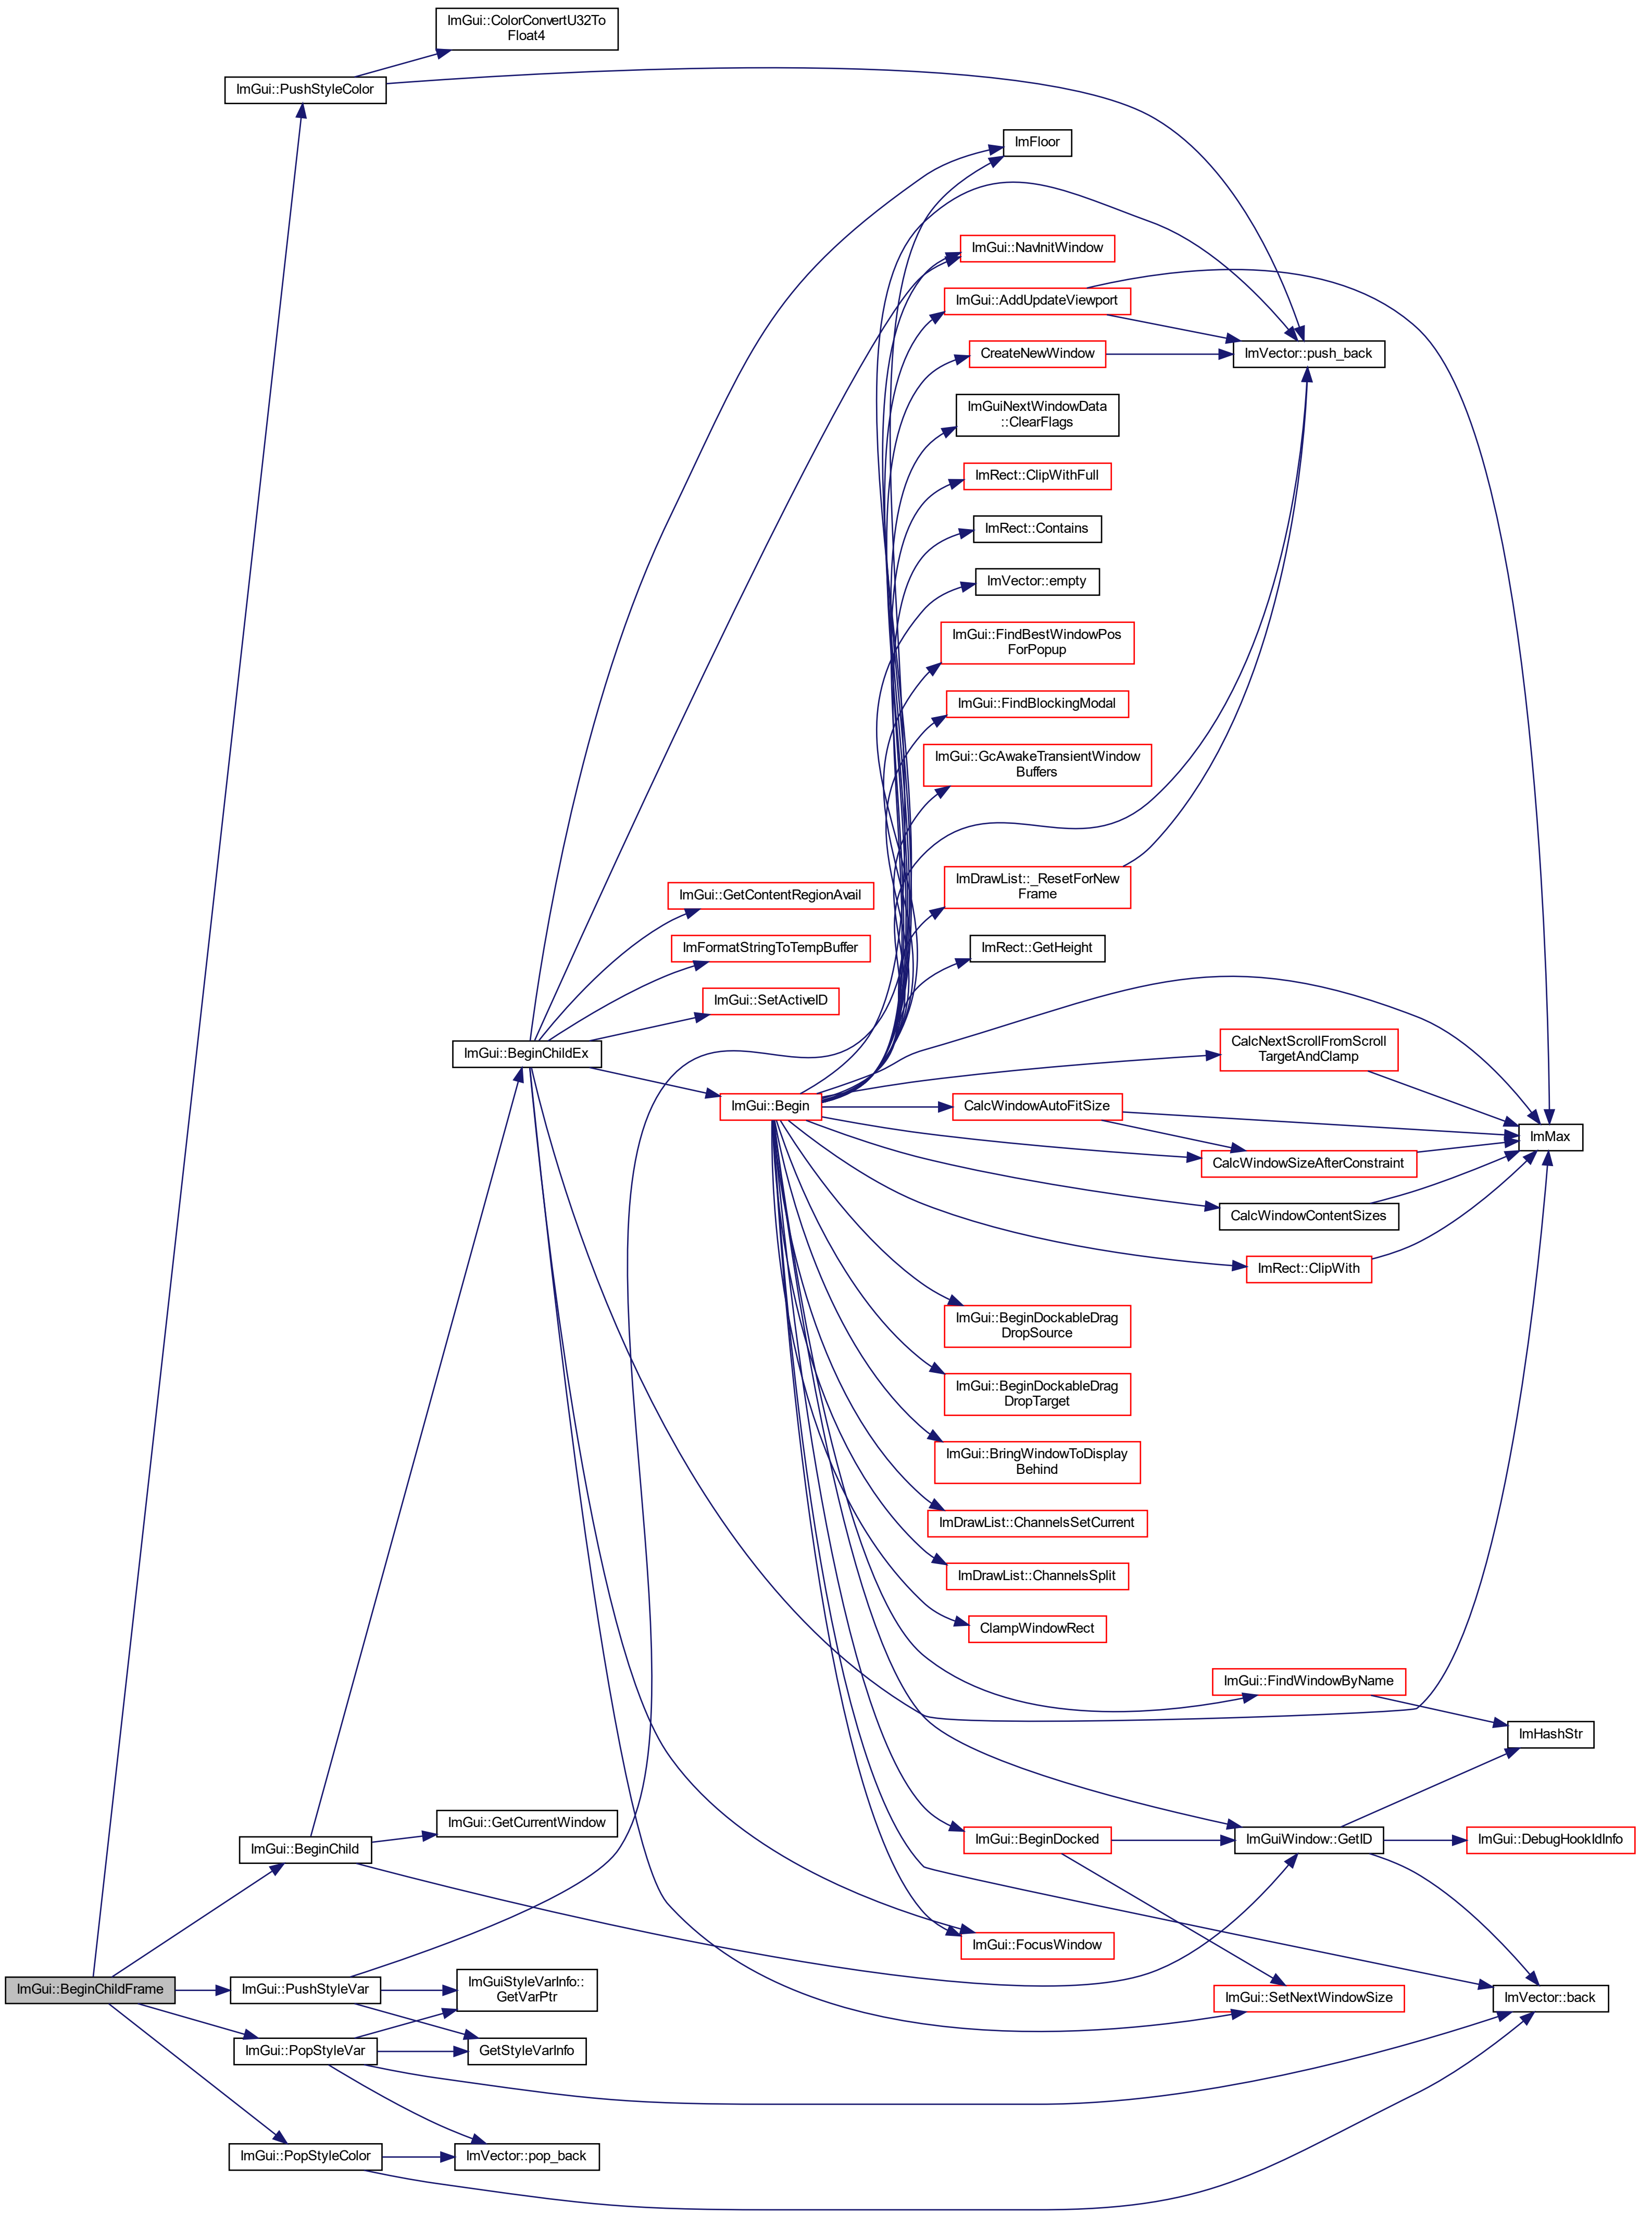 ImGui::ColorConvertU32To
Float4
ImGui::PushStyleColor
ImFloor
ImGui::NavInitWindow
ImGui::AddUpdateViewport
CreateNewWindow
ImVector::push_back
ImGuiNextWindowData
::ClearFlags
ImRect::ClipWithFull
ImRect::Contains
ImVector::empty
ImGui::FindBestWindowPos
ForPopup
ImGui::FindBlockingModal
ImGui::GcAwakeTransientWindow
Buffers
ImGui::GetContentRegionAvail
ImDrawList::_ResetForNew
Frame
ImFormatStringToTempBuffer
ImRect::GetHeight
ImGui::SetActiveID
ImGui::BeginChildEx
CalcNextScrollFromScroll
TargetAndClamp
ImGui::Begin
CalcWindowAutoFitSize
ImMax
CalcWindowSizeAfterConstraint
CalcWindowContentSizes
ImRect::ClipWith
ImGui::BeginDockableDrag
DropSource
ImGui::BeginDockableDrag
DropTarget
ImGui::BringWindowToDisplay
Behind
ImDrawList::ChannelsSetCurrent
ImDrawList::ChannelsSplit
ClampWindowRect
ImGui::FindWindowByName
ImHashStr
ImGui::GetCurrentWindow
ImGui::BeginChild
ImGui::BeginDocked
ImGuiWindow::GetID
ImGui::DebugHookIdInfo
ImGui::FocusWindow
ImGui::BeginChildFrame
ImGui::PushStyleVar
ImGuiStyleVarInfo::
GetVarPtr
ImGui::SetNextWindowSize
ImVector::back
ImGui::PopStyleVar
GetStyleVarInfo
ImGui::PopStyleColor
ImVector::pop_back